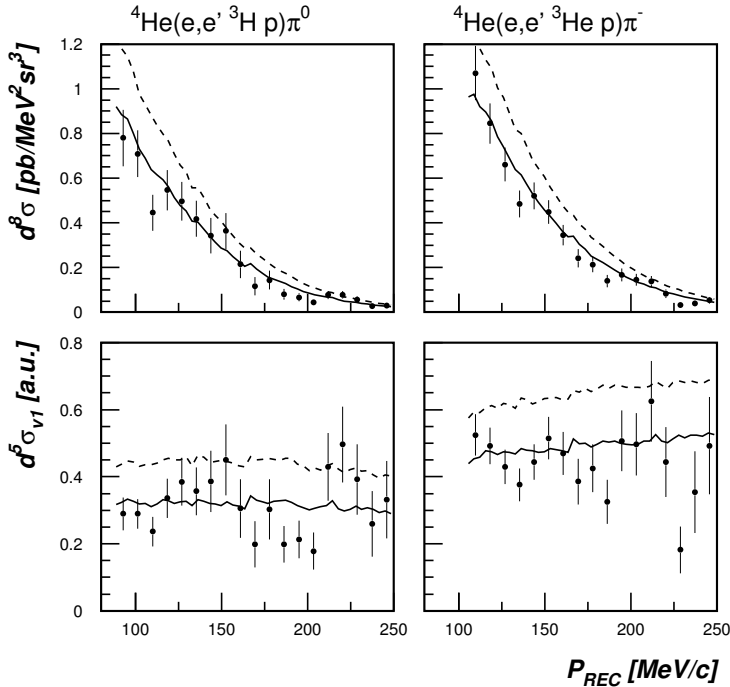 ⁴He(e,e' ³H p)π⁰ ⁴He(e,e' ³He p)π⁻
d⁸σ [pb/MeV²sr³]
1.2
1
0.8
0.6
0.4
0.2
0
d⁵σᵥ₁ [a.u.]
0.8
0.6
0.4
0.2
0
100 150 200 250 100 150 200 250
P_REC [MeV/c]